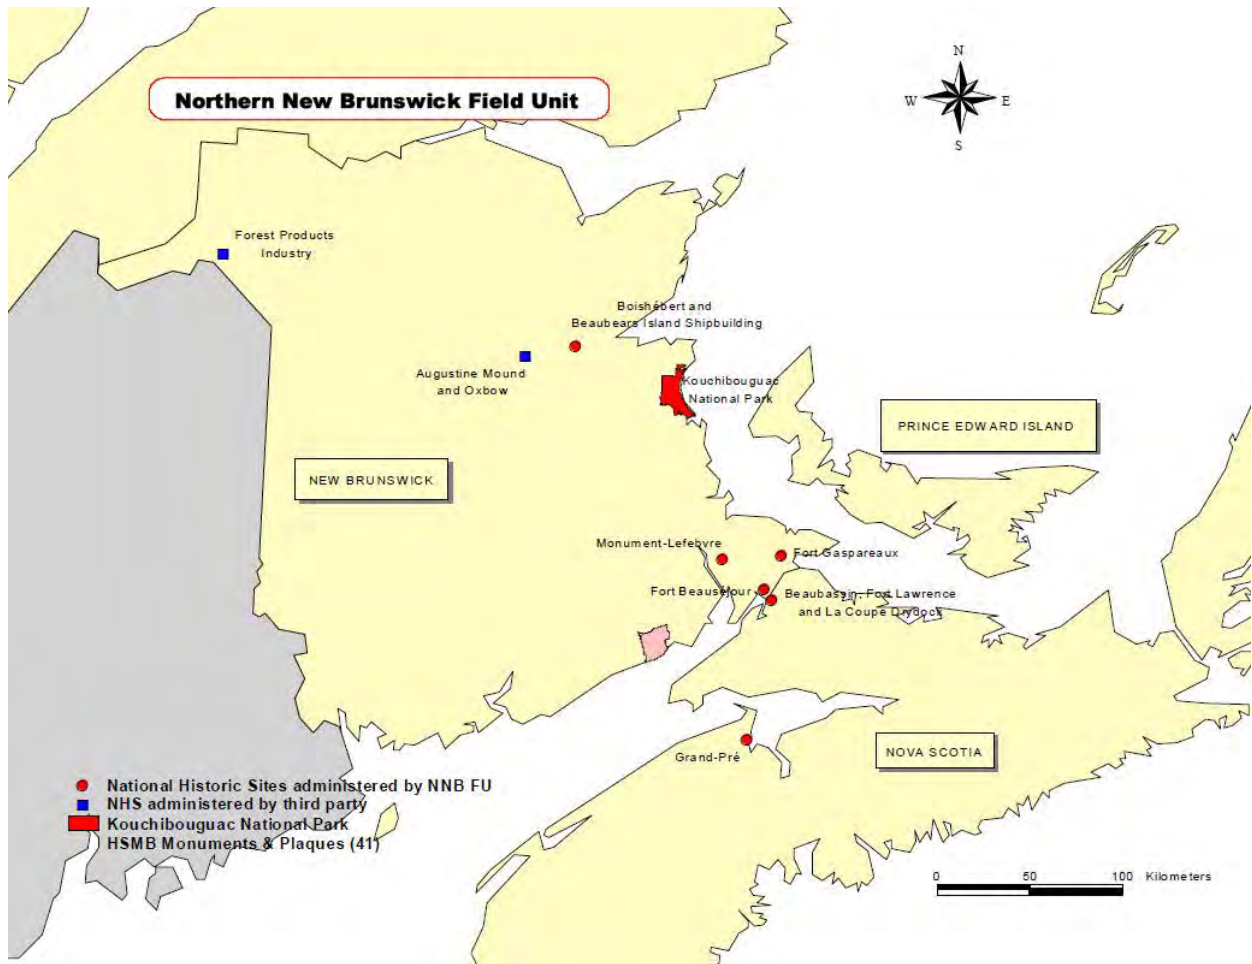 N
Northern New Brunswick Field Unit
W
E
S
Forest Products
Industry
Boishébert and
Beaubears Island Shipbuilding
Augustine Mound
and Oxbow
Kouchibouguac
National Park
PRINCE EDWARD ISLAND
NEW BRUNSWICK
Monument-Lefebvre
Fort Gaspareaux
Fort Beauséjour
Beaubassin, Fort Lawrence
and La Coupe Drydock
Grand-Pré
NOVA SCOTIA
National Historic Sites administered by NNB FU
NHS administered by third party
Kouchibouguac National Park
HSMB Monuments & Plaques (41)
0 50 100 Kilometers